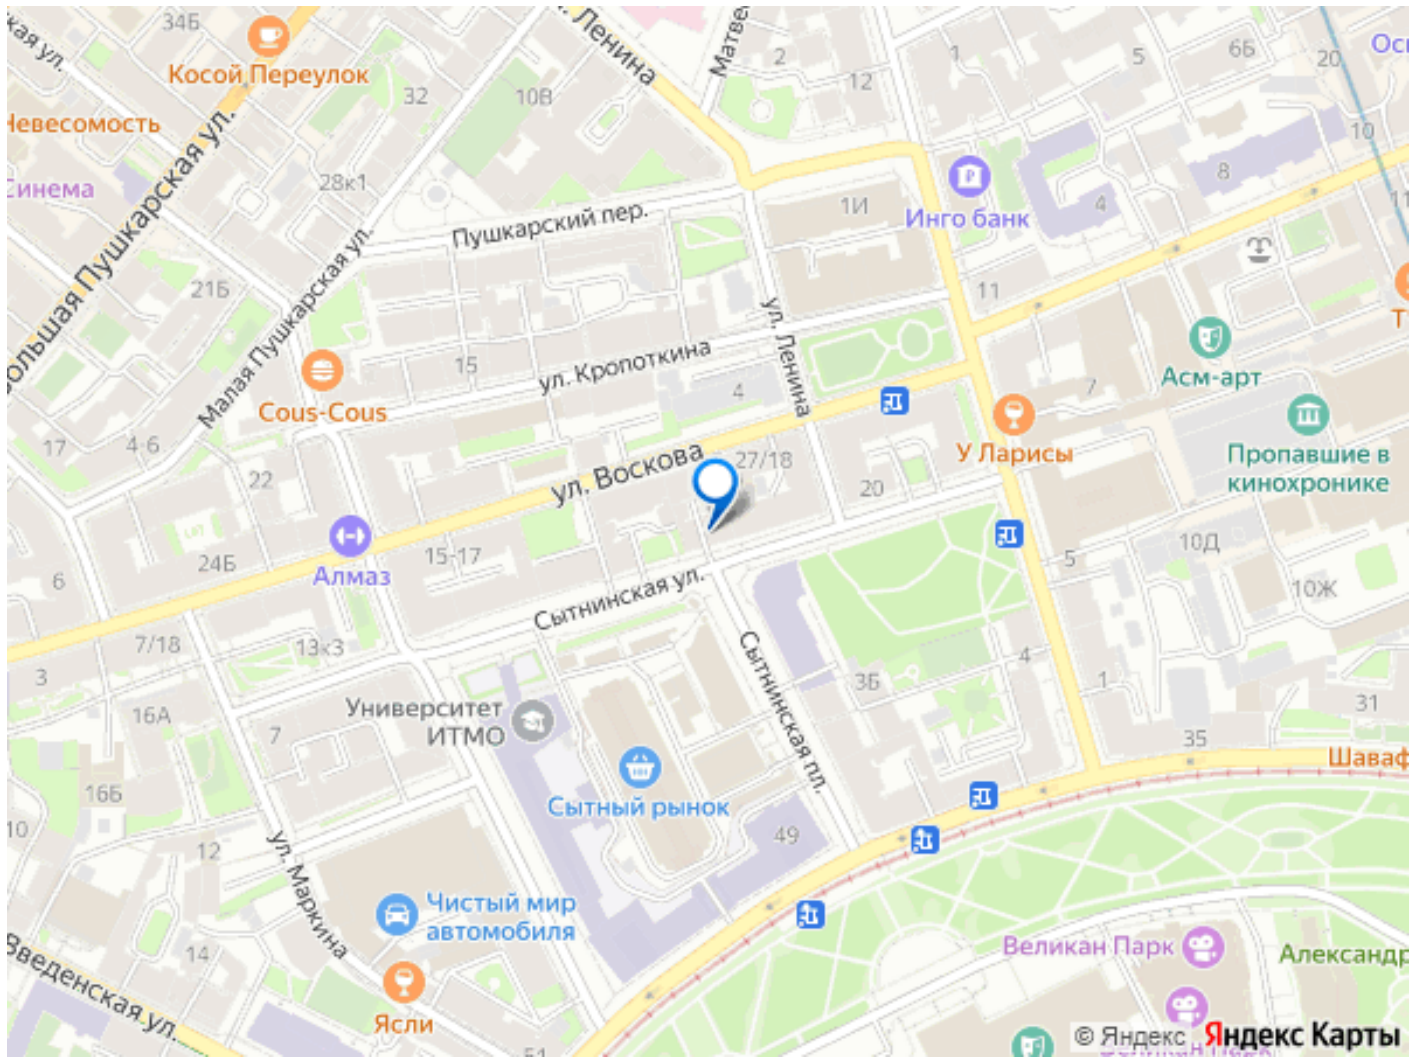 34Б
Косой Переулок
ул.
Невесомость
Синема
Большая Пушкарская ул.
32
10В
28к1
21Б
Малая Пушкарская ул.
Пушкарский пер.
Ленина
2
12
1
5
6Б
20
10
8
4
11
1И
Инго банк
11
ул. Ленина
15
ул. Кропоткина
4
Cous-Cous
17
4-6
22
ул. Воскова
27/18
20
У Ларисы
7
Асм-арт
Пропавшие в
кинохронике
24Б
Алмаз
15-17
6
7/18
3
13к3
Сытнинская ул.
Сытнинская пл.
5
10Д
10Ж
4
1
3Б
31
35
16А
7
Университет
ИТМО
Сытный рынок
49
Шаваф
16Б
10
12
ул. Маркина
14
Чистый мир
автомобиля
Ясли
Введенская ул.
51
Великан Парк
Александр
© Яндекс Яндекс Карты